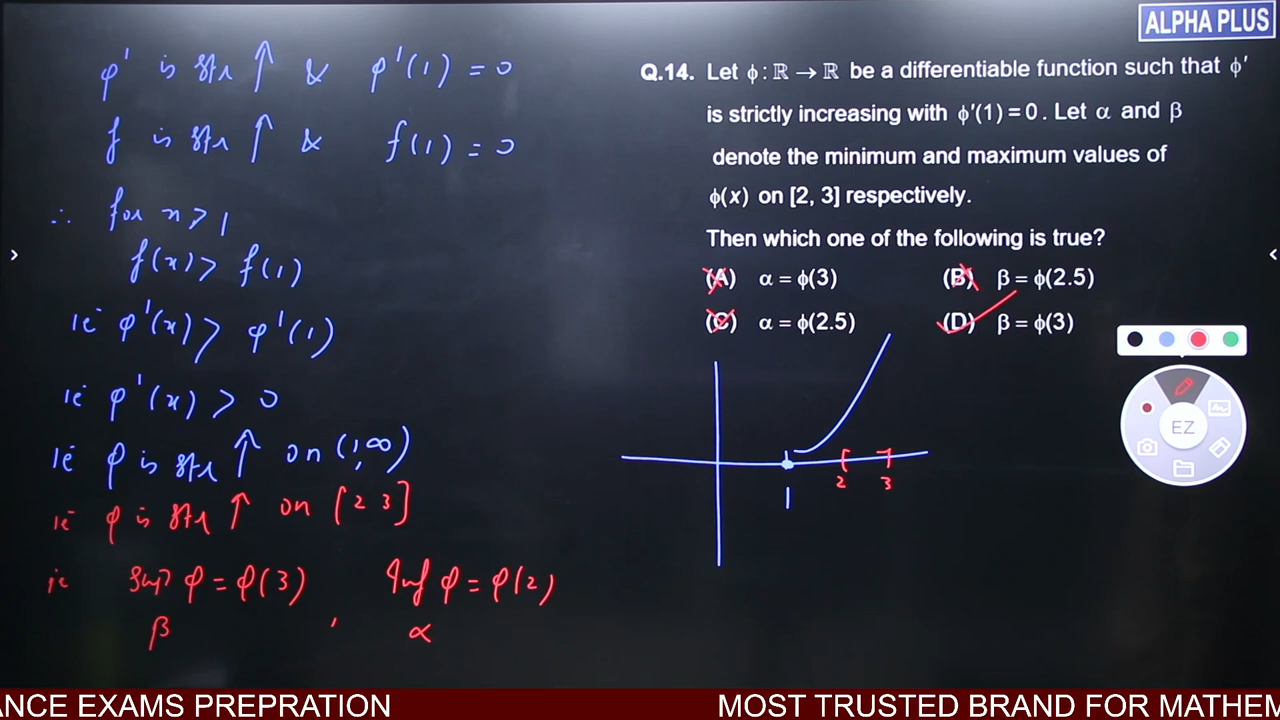 ALPHA PLUS
φ' is str ↑ & φ'(1) = 0
f is str ↑ & f(1) = 0
∴ for x > 1
f(x) > f(1)
ie φ'(x) > φ'(1)
ie φ'(x) > 0
ie φ is str ↑ on (1, ∞)
ie φ is str ↑ on [2 3]
ie Sup φ = φ(3) , Inf φ = φ(2)
β α
Q.14. Let ϕ : ℝ → ℝ be a differentiable function such that ϕ′
is strictly increasing with ϕ′(1) = 0. Let α and β
denote the minimum and maximum values of
ϕ(x) on [2, 3] respectively.
Then which one of the following is true?
(A) α = ϕ(3) (B) β = ϕ(2.5)
(C) α = ϕ(2.5) (D) β = ϕ(3)
1 2 3
EZ
ANCE EXAMS PREPRATION MOST TRUSTED BRAND FOR MATHEM